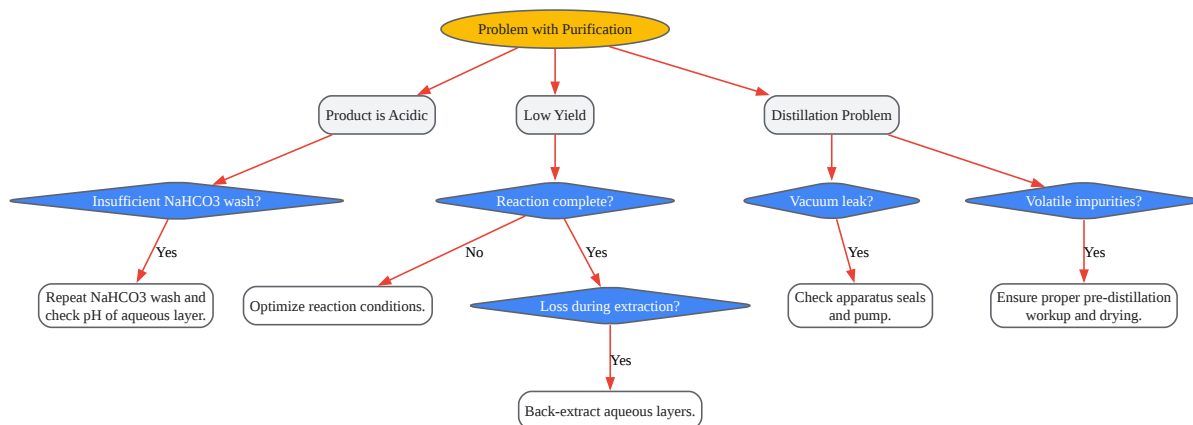 Problem with Purification
Product is Acidic
Low Yield
Distillation Problem
Insufficient NaHCO3 wash?
Reaction complete?
Vacuum leak?
Volatile impurities?
Yes
No
Yes
Yes
Yes
Repeat NaHCO3 wash and
check pH of aqueous layer.
Optimize reaction conditions.
Loss during extraction?
Check apparatus seals
and pump.
Ensure proper pre-distillation
workup and drying.
Yes
Back-extract aqueous layers.